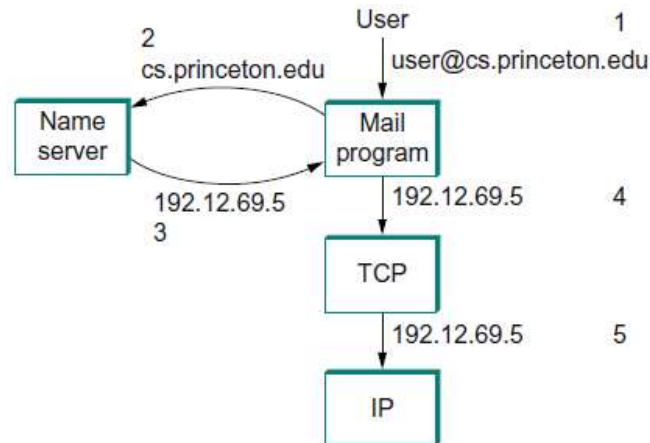 User
1
2
user@cs.princeton.edu
cs.princeton.edu
Name
server
Mail
program
192.12.69.5
3
192.12.69.5
4
TCP
192.12.69.5
5
IP